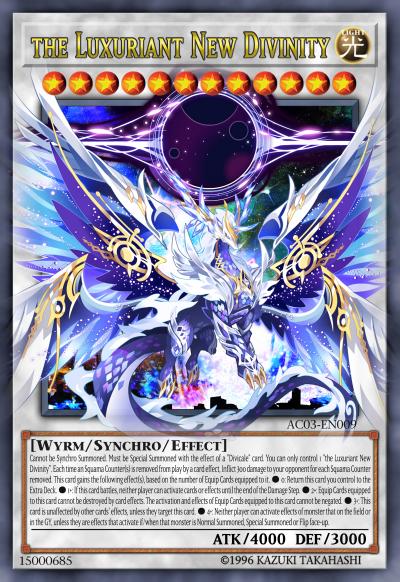 the Luxuriant New Divinity
LIGHT
光
AC03-EN009
[Wyrm/Synchro/Effect]
Cannot be Synchro Summoned. Must be Special Summoned with the effect of a "Divicale" card. You can only control 1 "the Luxuriant New
Divinity". Each time an Squama Counter(s) is removed from play by a card effect, Inflict 300 damage to your opponent for each Counter
removed. This card gains the following effect(s), based on the number of Equip Cards equipped to it. ● 0: Return this card you control to the
Extra Deck. ● 1+: If this card battles, neither player can activate cards or effects until the end of the Damage Step. ● 2+: Equip Cards equipped
to this card cannot be destroyed by card effects. The activation and effects of Equip Cards equipped to this card cannot be negated. ● 3+: This
card is unaffected by other cards' effects, unless they target this card. ● 4+: Neither player can activate effects of monster that on the field or
in the GY, unless they are effects that activate if/when that monster is Normal Summoned, Special Summoned or Flip face-up.
ATK/4000 DEF/3000
15000685 ©1996 KAZUKI TAKAHASHI